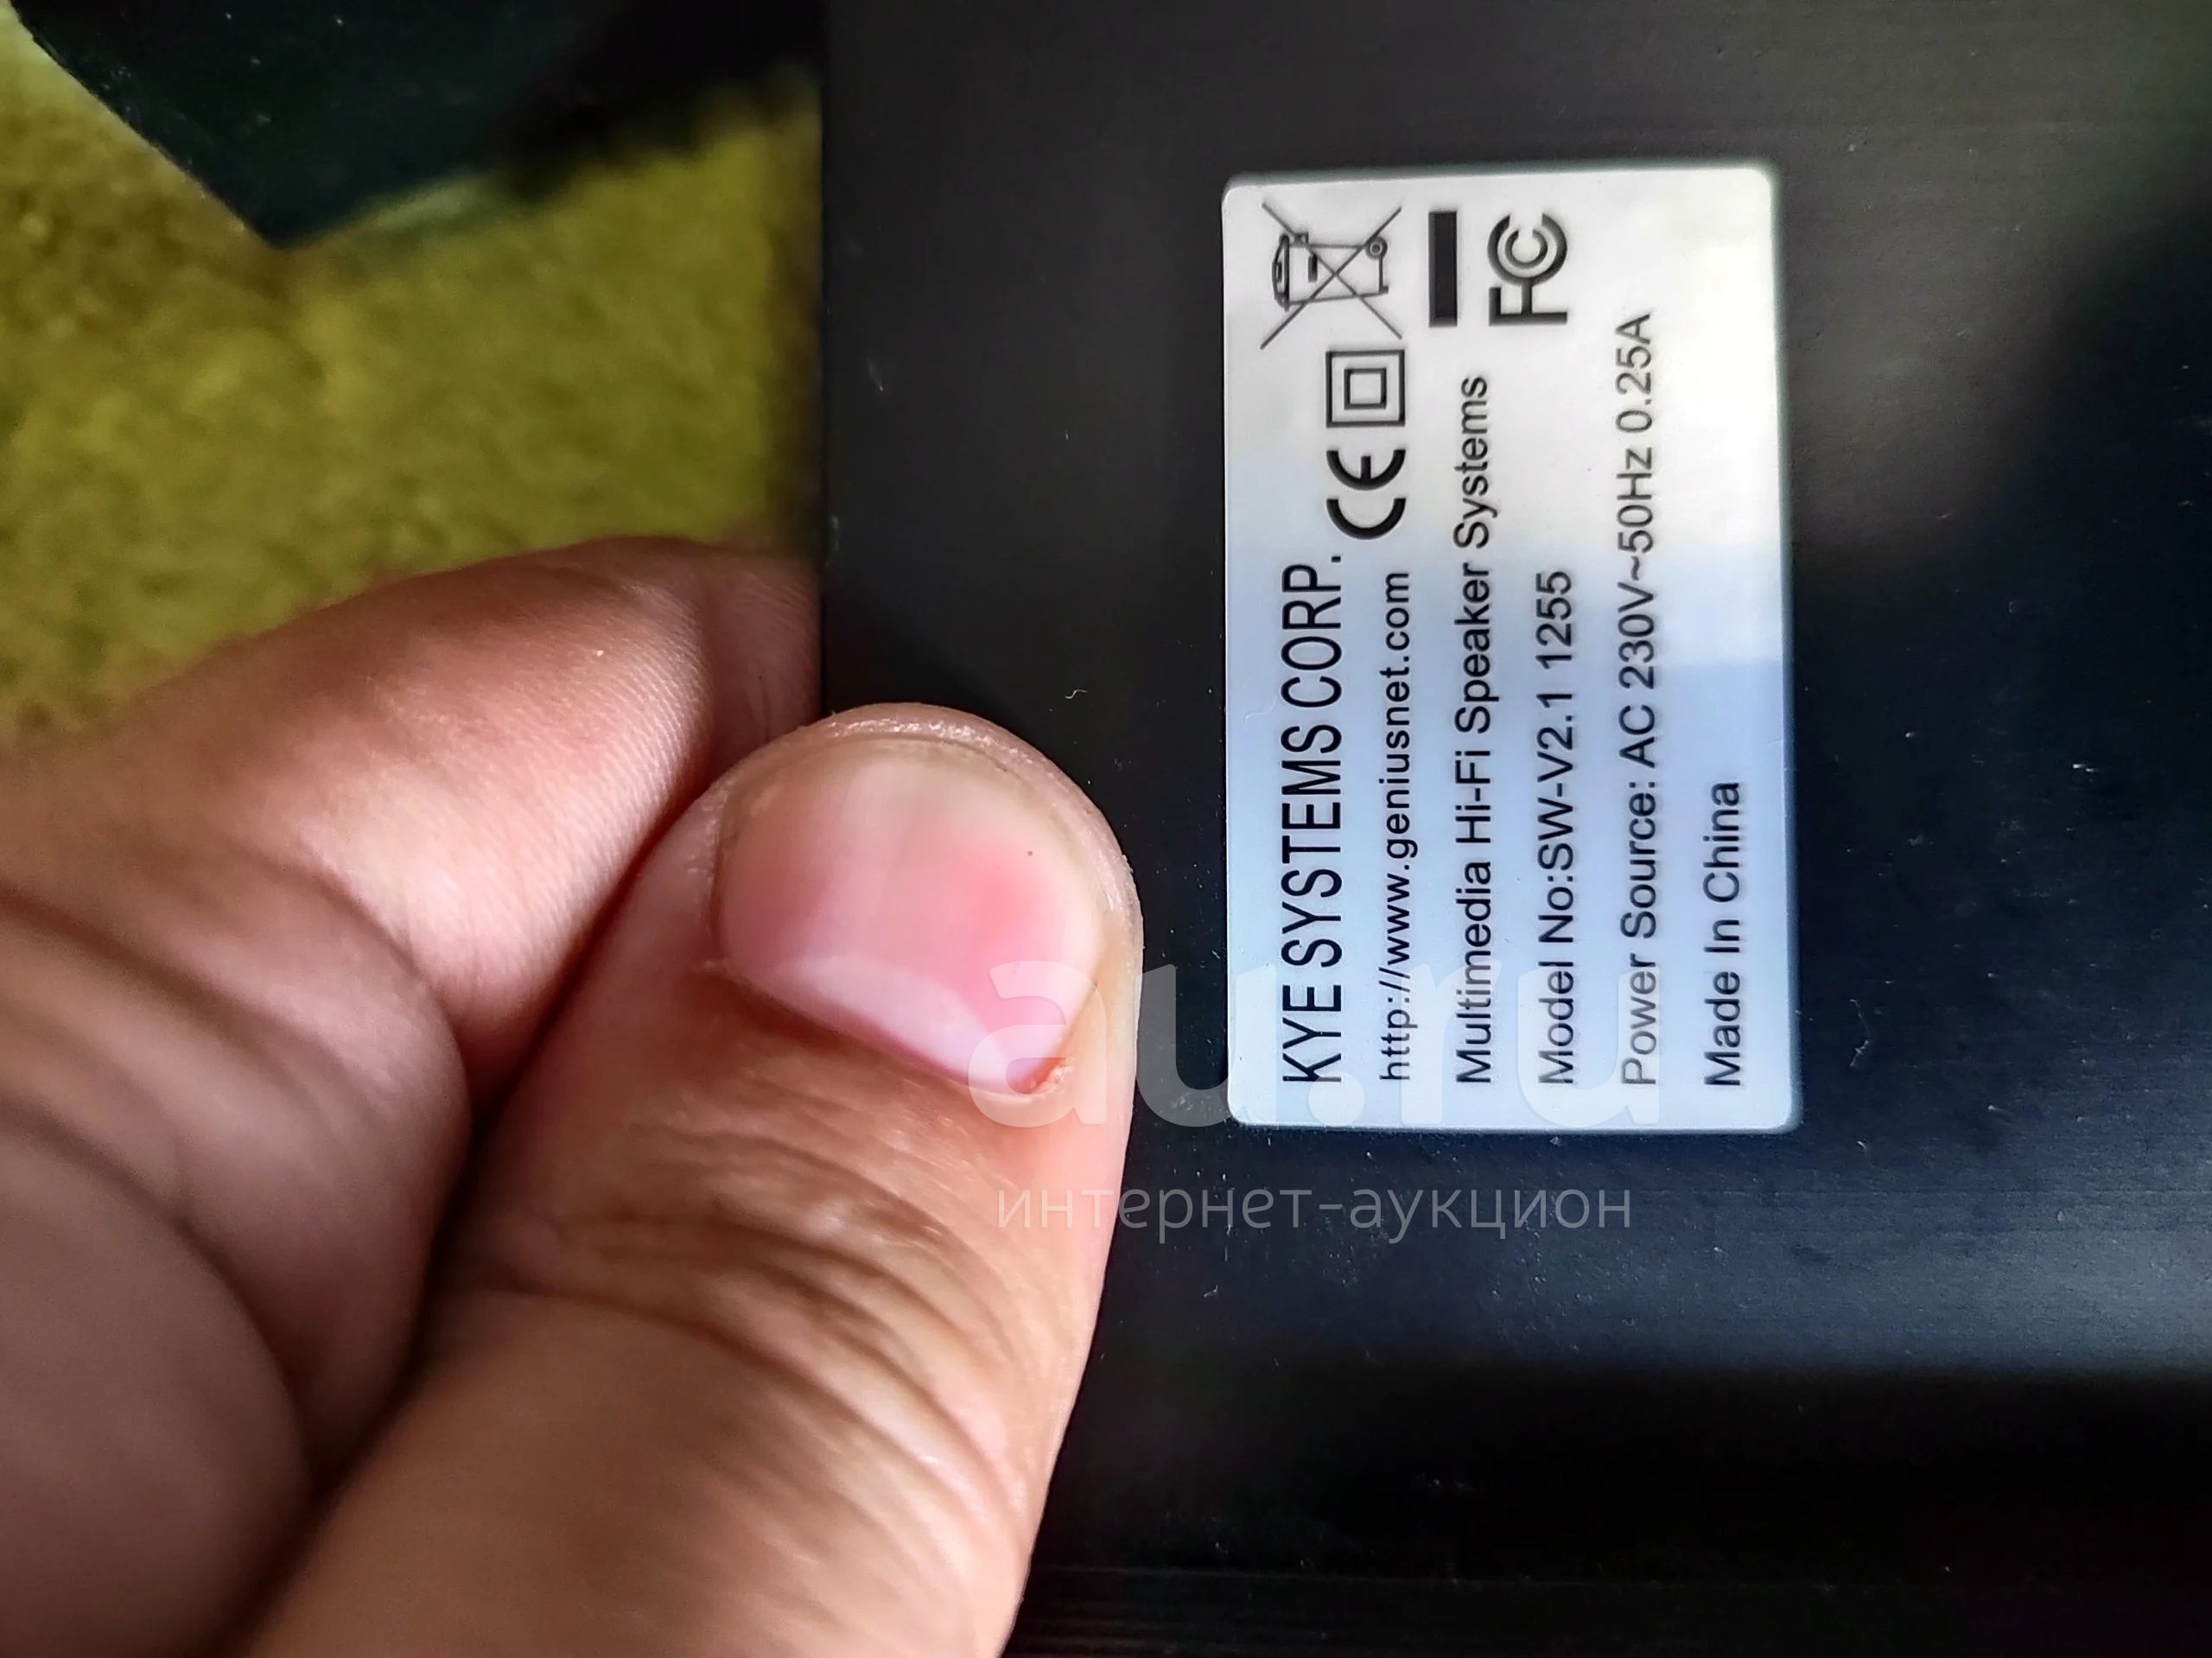 KYE SYSTEMS CORP.
http://www.geniusnet.com
CE
Multimedia Hi-Fi Speaker Systems
FC
Model No:SW-V2.1 1255
Power Source: AC 230V~50Hz 0.25A
Made In China
au.ru
интернет-аукцион